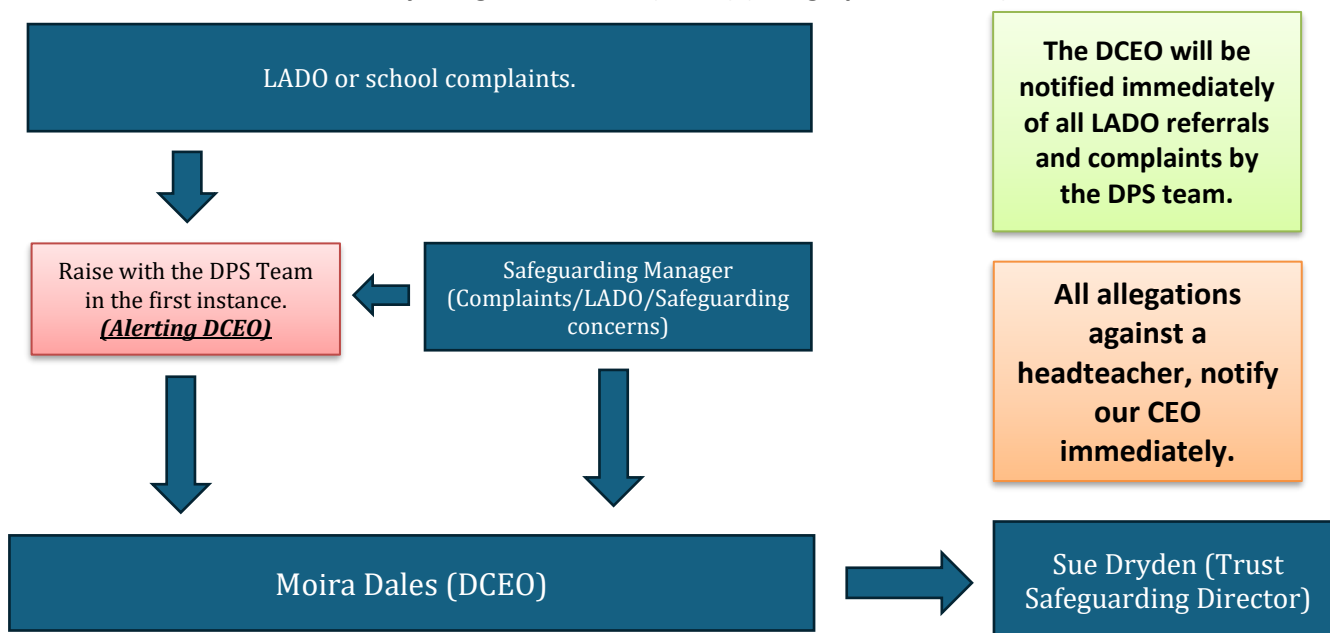 LADO or school complaints.
The DCEO will be
notified immediately
of all LADO referrals
and complaints by
the DPS team.
Raise with the DPS Team
in the first instance.
(Alerting DCEO)
Safeguarding Manager
(Complaints/LADO/Safeguarding
concerns)
All allegations
against a
headteacher, notify
our CEO
immediately.
Moira Dales (DCEO)
Sue Dryden (Trust
Safeguarding Director)